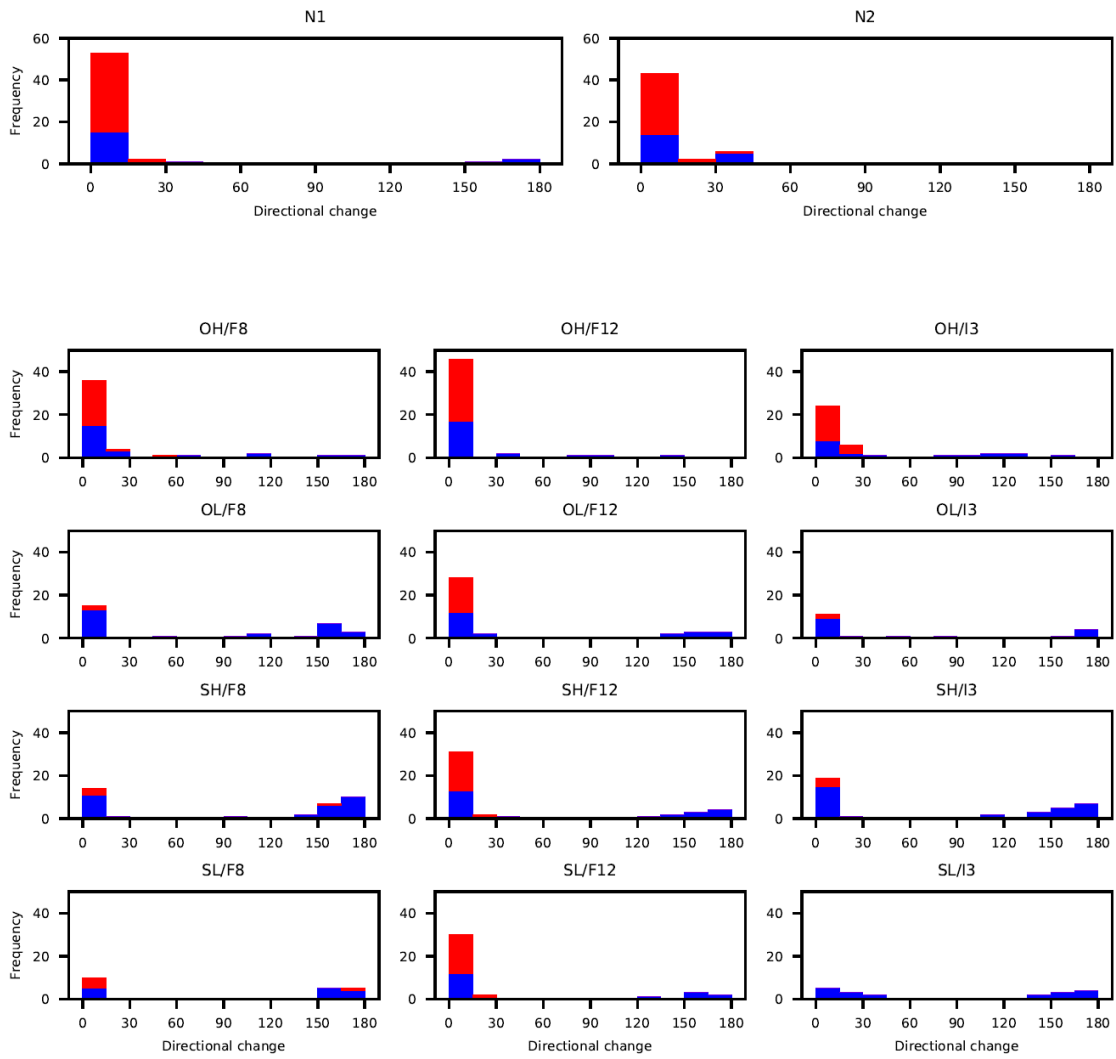 N1 N2
60 60
Frequency 40 40
20 20
0 0
0 30 60 90 120 150 180 0 30 60 90 120 150 180
Directional change Directional change
OH/F8 OH/F12 OH/I3
Frequency 40 40 40
20 20 20
0 0 0
0 30 60 90 120 150 180 0 30 60 90 120 150 180 0 30 60 90 120 150 180
OL/F8 OL/F12 OL/I3
Frequency 40 40 40
20 20 20
0 0 0
0 30 60 90 120 150 180 0 30 60 90 120 150 180 0 30 60 90 120 150 180
SH/F8 SH/F12 SH/I3
Frequency 40 40 40
20 20 20
0 0 0
0 30 60 90 120 150 180 0 30 60 90 120 150 180 0 30 60 90 120 150 180
SL/F8 SL/F12 SL/I3
Frequency 40 40 40
20 20 20
0 0 0
0 30 60 90 120 150 180 0 30 60 90 120 150 180 0 30 60 90 120 150 180
Directional change Directional change Directional change